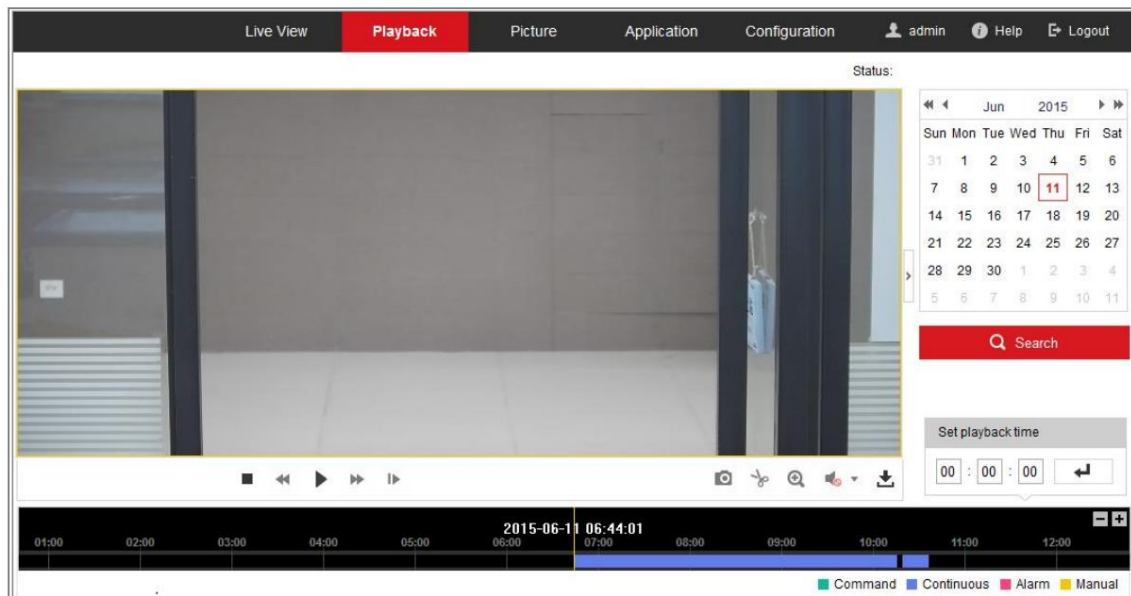 Live View Playback Picture Application Configuration admin Help Logout
Status:
Jun 2015
Sun Mon Tue Wed Thu Fri Sat
31 1 2 3 4 5 6
7 8 9 10 11 12 13
14 15 16 17 18 19 20
21 22 23 24 25 26 27
28 29 30 1 2 3 4
5 6 7 8 9 10 11
Search
Set playback time
00 : 00 : 00
2015-06-11 06:44:01
01:00 02:00 03:00 04:00 05:00 06:00 07:00 08:00 09:00 10:00 11:00 12:00
Command Continuous Alarm Manual